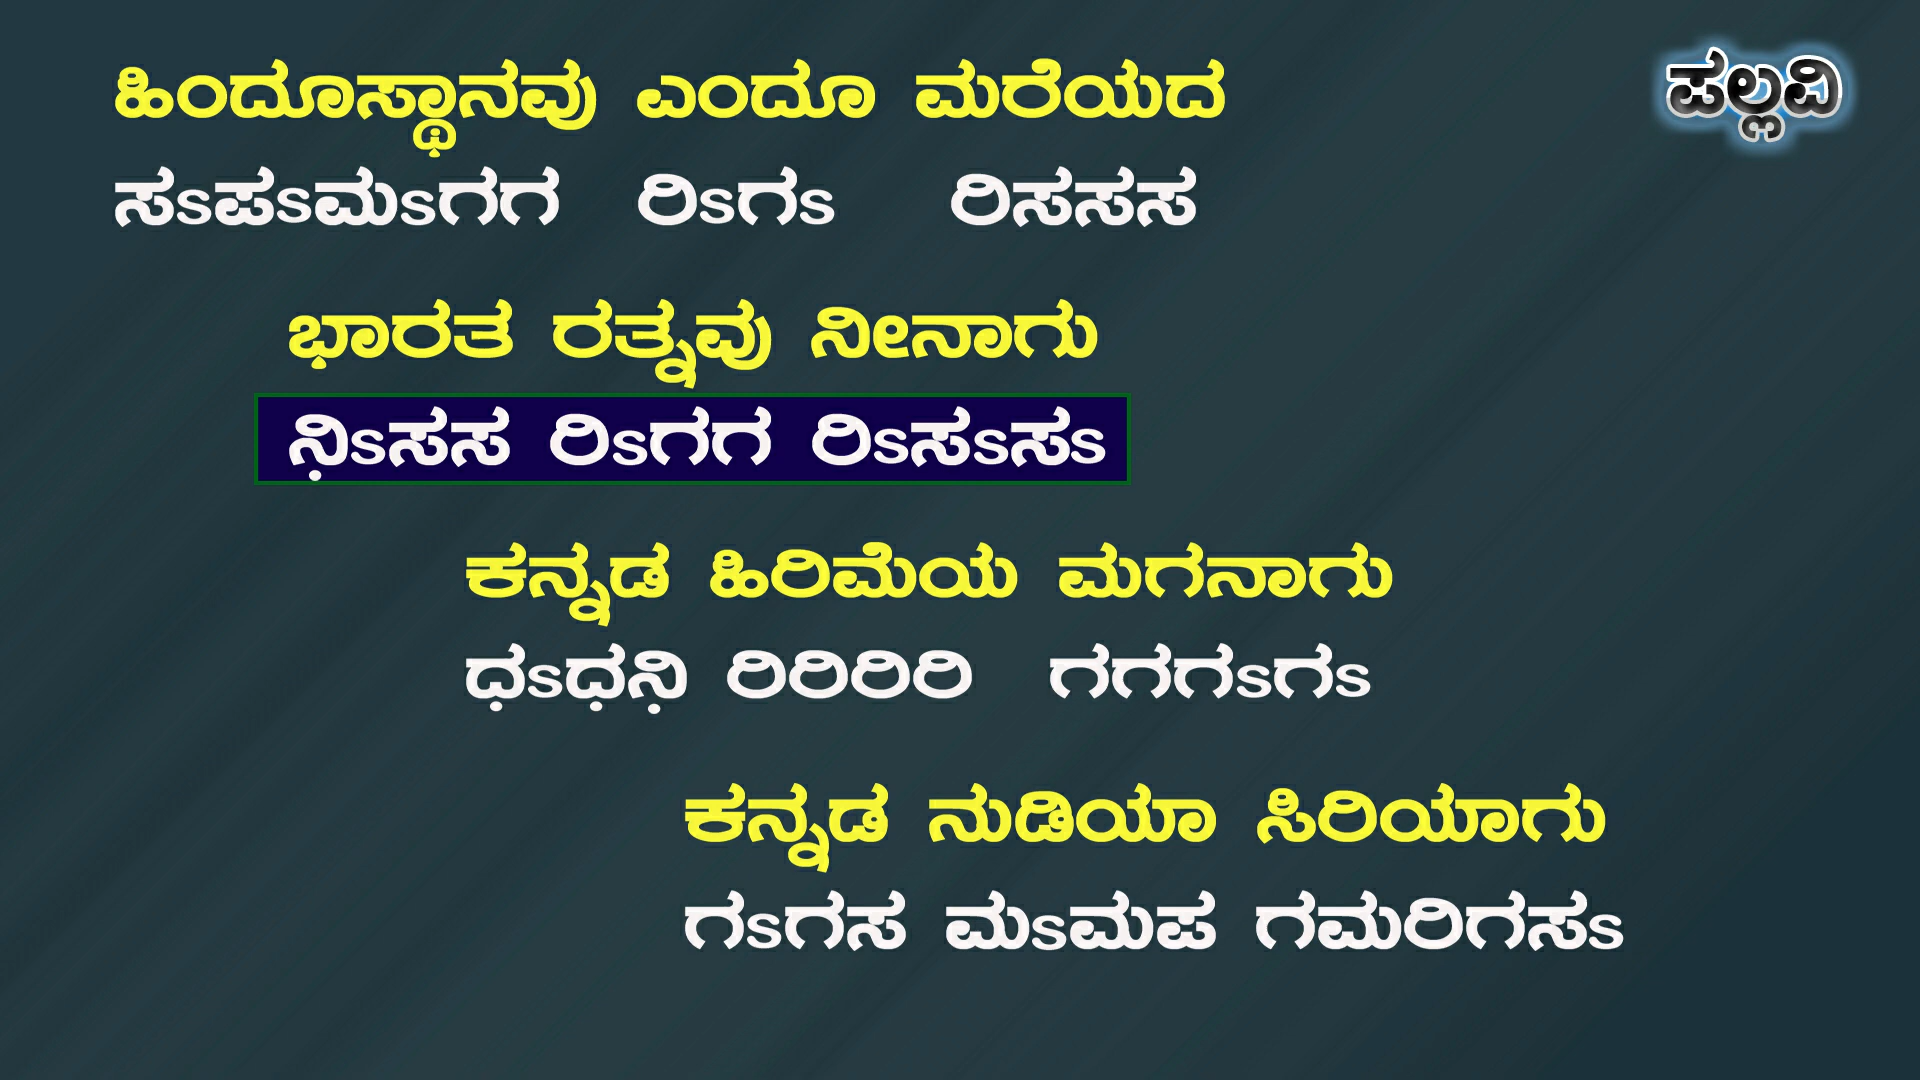 ಹಿಂದೂಸ್ಥಾನವು ಎಂದೂ ಮರೆಯದ
ಪಲ್ಲವಿ
ಸsಪsಮsಗಗ ರಿsಗs ರಿಸಸಸ
ಭಾರತ ರತ್ನವು ನೀನಾಗು
ನಿ಼sಸಸ ರಿsಗಗ ರಿsಸsಸs
ಕನ್ನಡ ಹಿರಿಮೆಯ ಮಗನಾಗು
ಧ಼sಧ಼ನಿ಼ ರಿರಿರಿರಿ ಗಗಗsಗs
ಕನ್ನಡ ನುಡಿಯಾ ಸಿರಿಯಾಗು
ಗsಗಸ ಮsಮಪ ಗಮರಿಗಸs